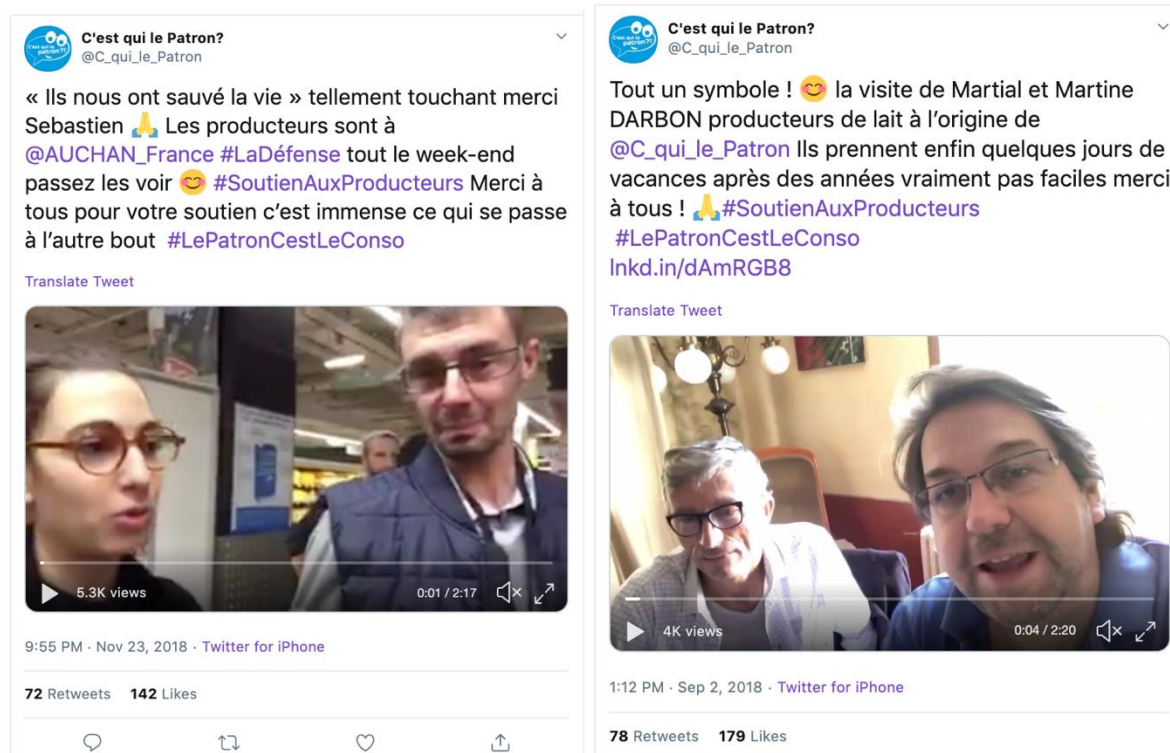 C'est qui le Patron?
@C_qui_le_Patron
« Ils nous ont sauvé la vie » tellement touchant merci
Sebastien 🙏 Les producteurs sont à
@AUCHAN_France #LaDéfense tout le week-end
passez les voir 😊 #SoutienAuxProducteurs Merci à
tous pour votre soutien c’est immense ce qui se passe
à l’autre bout #LePatronCestLeConso
Translate Tweet
5.3K views
0:01 / 2:17
9:55 PM · Nov 23, 2018 · Twitter for iPhone
72 Retweets 142 Likes
C'est qui le Patron?
@C_qui_le_Patron
Tout un symbole ! 😊 la visite de Martial et Martine
DARBON producteurs de lait à l’origine de
@C_qui_le_Patron Ils prennent enfin quelques jours de
vacances après des années vraiment pas faciles merci
à tous ! 🙏 #SoutienAuxProducteurs
#LePatronCestLeConso
lnkd.in/dAmRGB8
Translate Tweet
4K views
0:04 / 2:20
1:12 PM · Sep 2, 2018 · Twitter for iPhone
78 Retweets 179 Likes